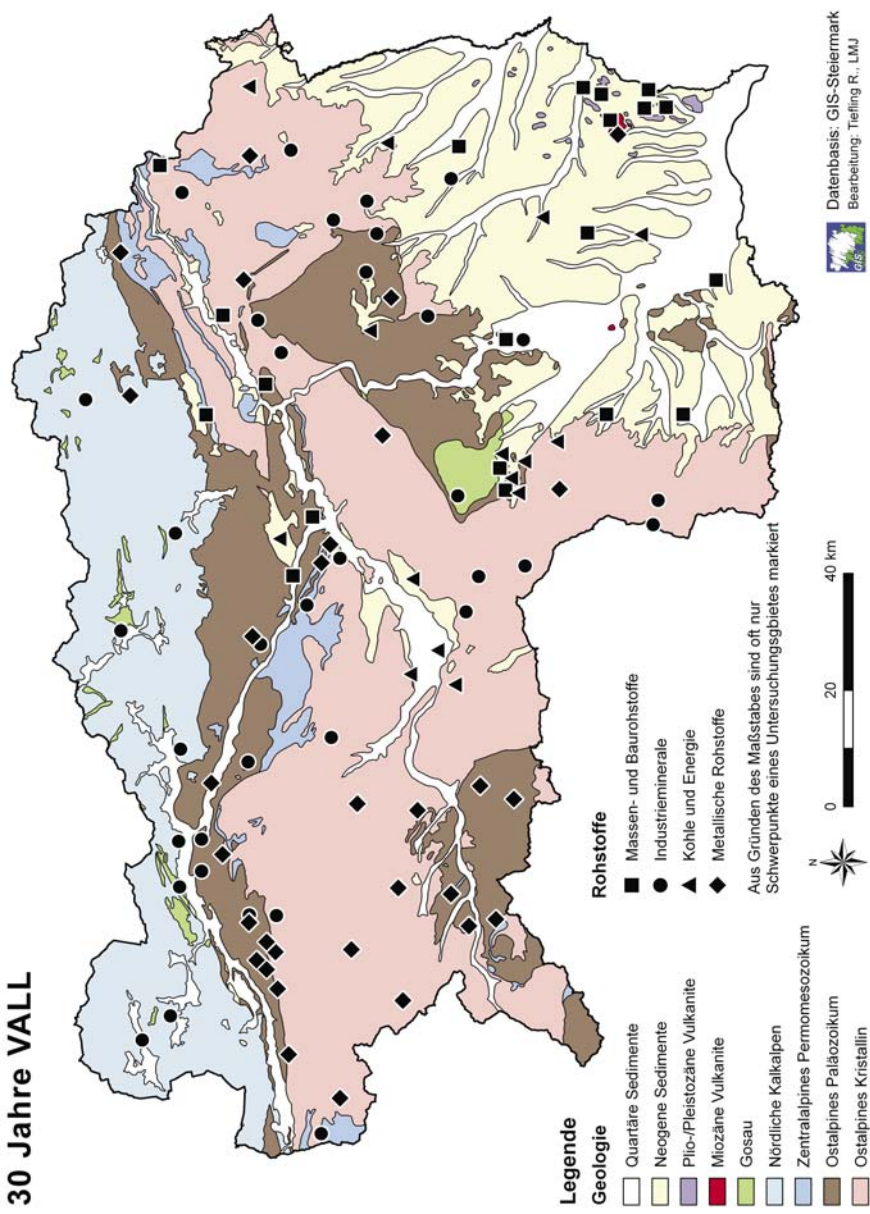 30 Jahre VALL
Legende
Geologie
Quartäre Sedimente
Neogene Sedimente
Plio-/Pleistozäne Vulkanite
Miozäne Vulkanite
Gosau
Nördliche Kalkalpen
Zentralalpines Permomesozoikum
Ostalpines Paläozoikum
Ostalpines Kristallin
Rohstoffe
Massen- und Baurohstoffe
Industrieminerale
Kohle und Energie
Metallische Rohstoffe
Aus Gründen des Maßstabes sind oft nur
Schwerpunkte eines Untersuchungsgbietes markiert
N
0 20 40 km
GIS
Datenbasis: GIS-Steiermark
Bearbeitung: Tiefling R., LMJ